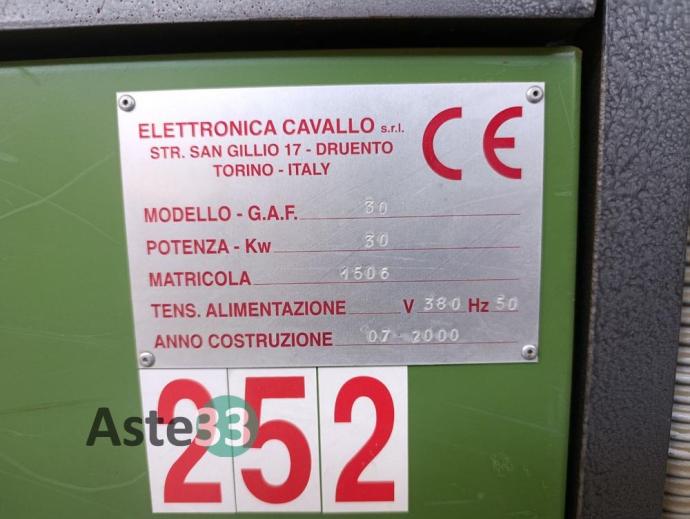 ELETTRONICA CAVALLO s.r.l.
STR. SAN GILLIO 17 - DRUENTO
TORINO - ITALY
CE
MODELLO - G.A.F. 30
POTENZA - Kw 30
MATRICOLA 1506
TENS. ALIMENTAZIONE V 380 Hz 50
ANNO COSTRUZIONE 07-2000
252
Aste33